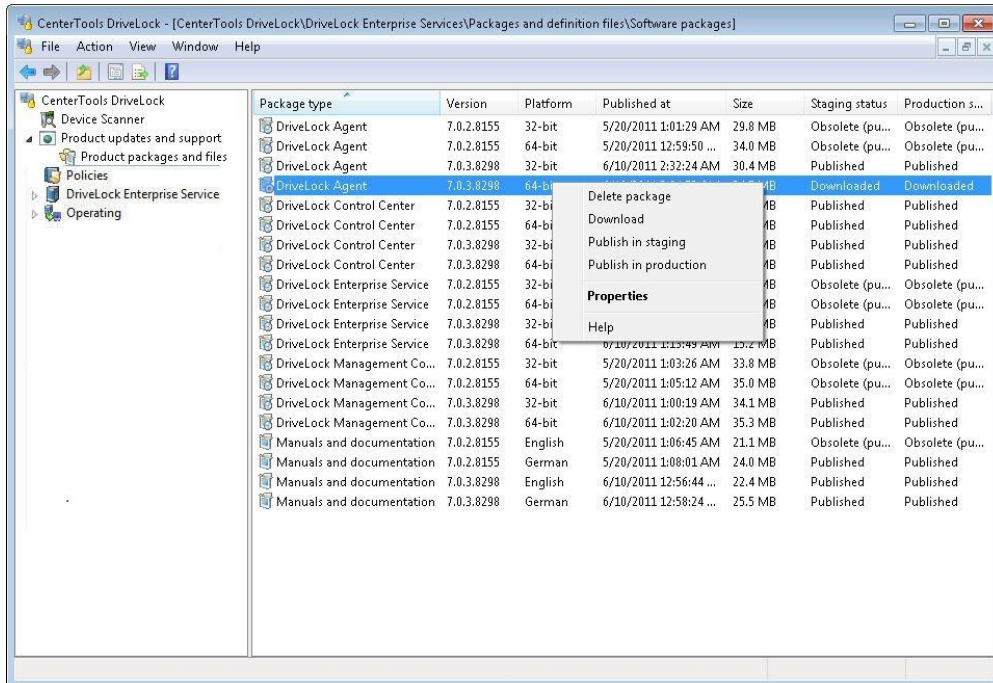 CenterTools DriveLock - [CenterTools DriveLock\DriveLock Enterprise Services\Packages and definition files\Software packages]
File Action View Window Help
CenterTools DriveLock
Device Scanner
Product updates and support
Product packages and files
Policies
DriveLock Enterprise Service
Operating
Package type Version Platform Published at Size Staging status Production s...
DriveLock Agent 7.0.2.8155 32-bit 5/20/2011 1:01:29 AM 29.8 MB Obsolete (pu... Obsolete (pu...
DriveLock Agent 7.0.2.8155 64-bit 5/20/2011 12:59:50 ... 34.0 MB Obsolete (pu... Obsolete (pu...
DriveLock Agent 7.0.3.8298 32-bit 6/10/2011 2:32:24 AM 30.4 MB Published Published
DriveLock Agent 7.0.3.8298 64-bit MB Downloaded Downloaded
DriveLock Control Center 7.0.2.8155 32-bi MB Published Published
DriveLock Control Center 7.0.2.8155 64-bi MB Published Published
DriveLock Control Center 7.0.3.8298 32-bi MB Published Published
DriveLock Control Center 7.0.3.8298 64-bi MB Published Published
DriveLock Enterprise Service 7.0.2.8155 32-bi MB Obsolete (pu... Obsolete (pu...
DriveLock Enterprise Service 7.0.2.8155 64-bi MB Obsolete (pu... Obsolete (pu...
DriveLock Enterprise Service 7.0.3.8298 32-bi MB Published Published
DriveLock Enterprise Service 7.0.3.8298 64-bit 6/10/2011 1:13:49 AM 15.2 MB Published Published
DriveLock Management Co... 7.0.2.8155 32-bit 5/20/2011 1:03:26 AM 33.8 MB Obsolete (pu... Obsolete (pu...
DriveLock Management Co... 7.0.2.8155 64-bit 5/20/2011 1:05:12 AM 35.0 MB Obsolete (pu... Obsolete (pu...
DriveLock Management Co... 7.0.3.8298 32-bit 6/10/2011 1:00:19 AM 34.1 MB Published Published
DriveLock Management Co... 7.0.3.8298 64-bit 6/10/2011 1:02:20 AM 35.3 MB Published Published
Manuals and documentation 7.0.2.8155 English 5/20/2011 1:06:45 AM 21.1 MB Obsolete (pu... Obsolete (pu...
Manuals and documentation 7.0.2.8155 German 5/20/2011 1:08:01 AM 24.0 MB Published Published
Manuals and documentation 7.0.3.8298 English 6/10/2011 12:56:44 ... 22.4 MB Published Published
Manuals and documentation 7.0.3.8298 German 6/10/2011 12:58:24 ... 25.5 MB Published Published
Delete package
Download
Publish in staging
Publish in production
Properties
Help